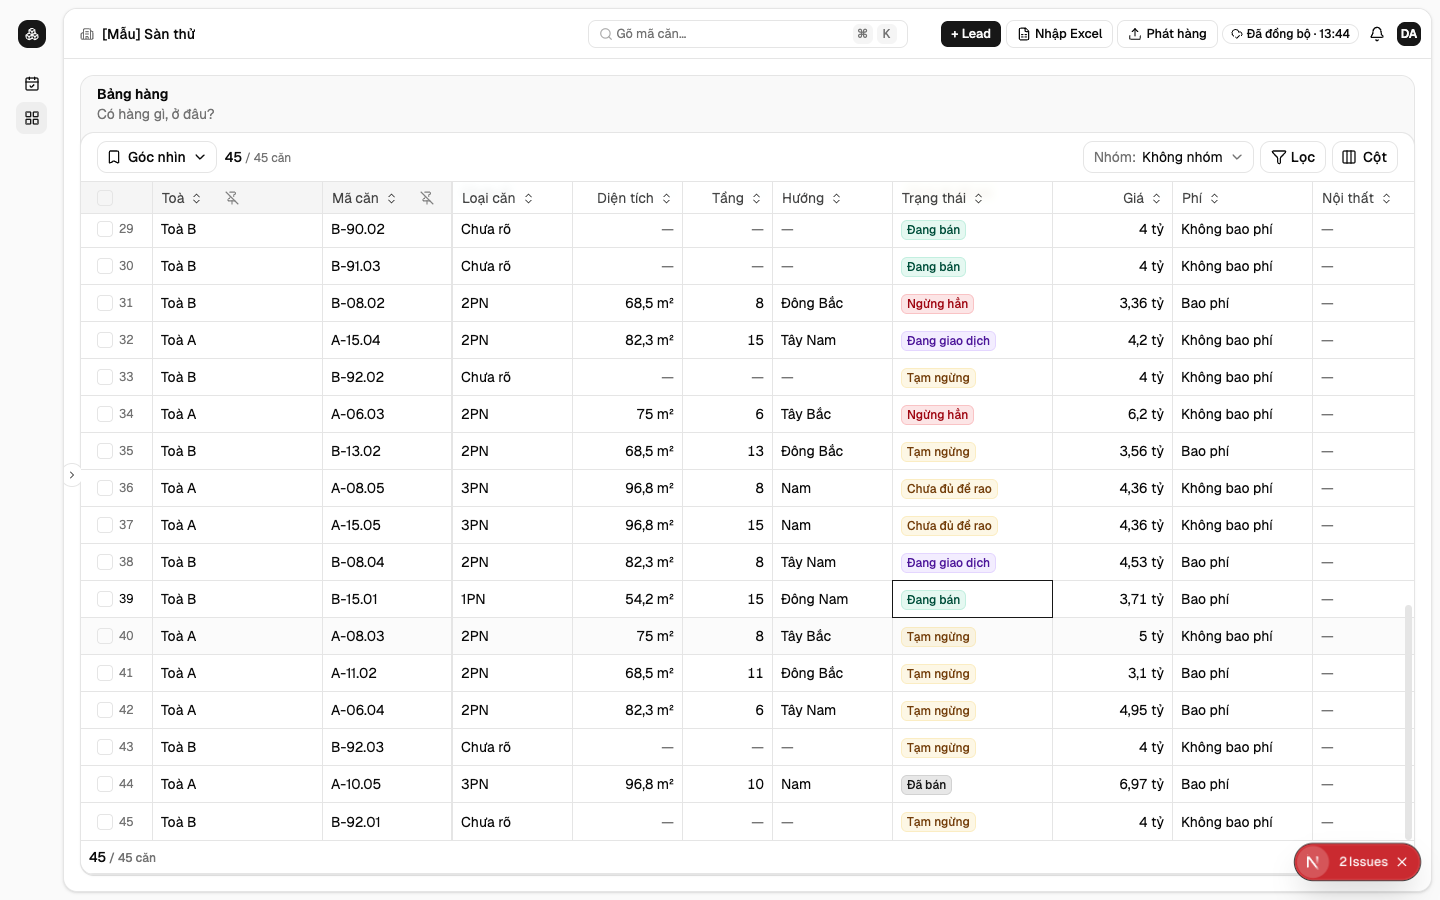 [Mẫu] Sàn thử
Gõ mã căn...
⌘ K
+ Lead
Nhập Excel
Phát hàng
Đã đồng bộ · 13:44
DA
Bảng hàng
Có hàng gì, ở đâu?
Góc nhìn
45 / 45 căn
Nhóm: Không nhóm
Lọc
Cột
Toà Mã căn Loại căn Diện tích Tầng Hướng Trạng thái Giá Phí Nội thất
29 Toà B B-90.02 Chưa rõ — — — Đang bán 4 tỷ Không bao phí —
30 Toà B B-91.03 Chưa rõ — — — Đang bán 4 tỷ Không bao phí —
31 Toà B B-08.02 2PN 68,5 m² 8 Đông Bắc Ngừng hẳn 3,36 tỷ Bao phí —
32 Toà A A-15.04 2PN 82,3 m² 15 Tây Nam Đang giao dịch 4,2 tỷ Không bao phí —
33 Toà B B-92.02 Chưa rõ — — — Tạm ngừng 4 tỷ Không bao phí —
34 Toà A A-06.03 2PN 75 m² 6 Tây Bắc Ngừng hẳn 6,2 tỷ Không bao phí —
35 Toà B B-13.02 2PN 68,5 m² 13 Đông Bắc Tạm ngừng 3,56 tỷ Bao phí —
36 Toà A A-08.05 3PN 96,8 m² 8 Nam Chưa đủ để rao 4,36 tỷ Không bao phí —
37 Toà A A-15.05 3PN 96,8 m² 15 Nam Chưa đủ để rao 4,36 tỷ Không bao phí —
38 Toà B B-08.04 2PN 82,3 m² 8 Tây Nam Đang giao dịch 4,53 tỷ Bao phí —
39 Toà B B-15.01 1PN 54,2 m² 15 Đông Nam Đang bán 3,71 tỷ Bao phí —
40 Toà A A-08.03 2PN 75 m² 8 Tây Bắc Tạm ngừng 5 tỷ Không bao phí —
41 Toà A A-11.02 2PN 68,5 m² 11 Đông Bắc Tạm ngừng 3,1 tỷ Bao phí —
42 Toà A A-06.04 2PN 82,3 m² 6 Tây Nam Tạm ngừng 4,95 tỷ Bao phí —
43 Toà B B-92.03 Chưa rõ — — — Tạm ngừng 4 tỷ Không bao phí —
44 Toà A A-10.05 3PN 96,8 m² 10 Nam Đã bán 6,97 tỷ Bao phí —
45 Toà B B-92.01 Chưa rõ — — — Tạm ngừng 4 tỷ Không bao phí —
45 / 45 căn
N 2 Issues